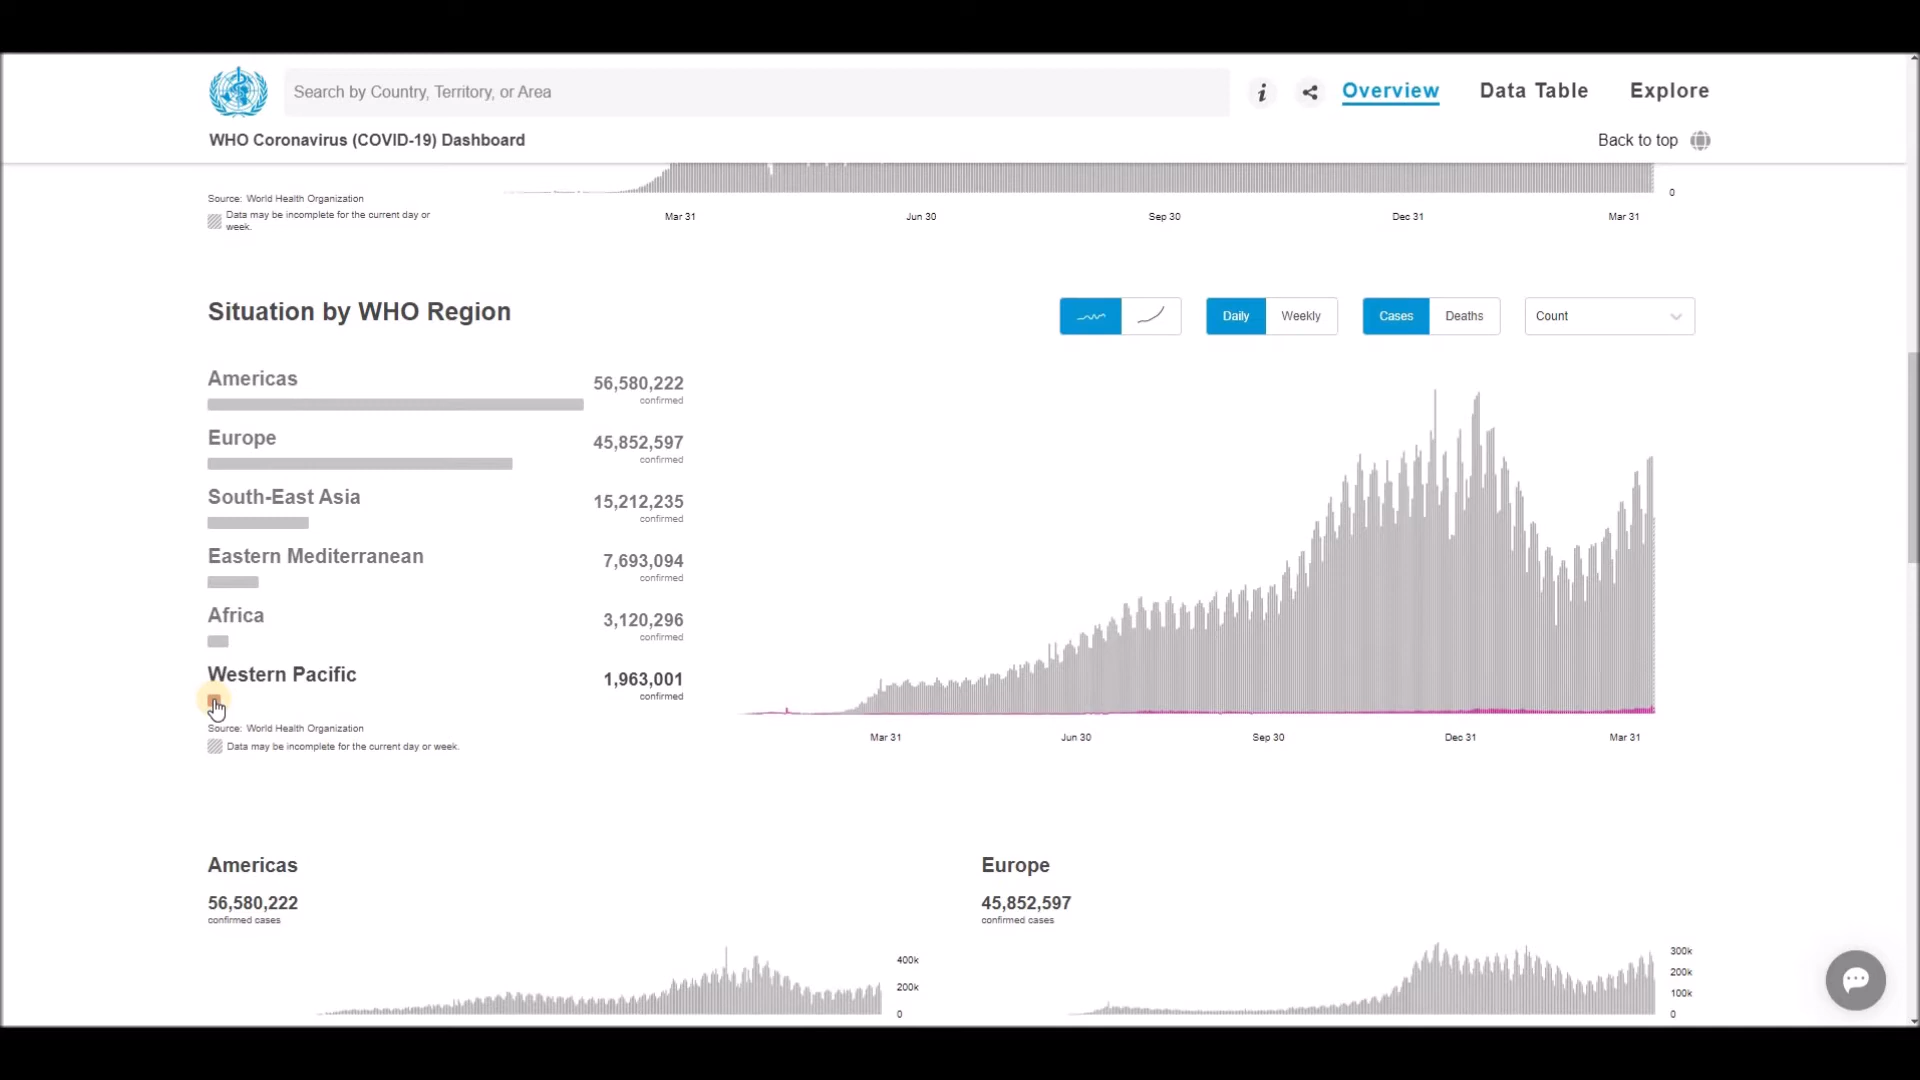 Search by Country, Territory, or Area
i
Overview
Data Table
Explore
WHO Coronavirus (COVID-19) Dashboard
Back to top
Source: World Health Organization
Data may be incomplete for the current day or
week.
0
Mar 31
Jun 30
Sep 30
Dec 31
Mar 31
Situation by WHO Region
Daily
Weekly
Cases
Deaths
Count
Americas
56,580,222
confirmed
Europe
45,852,597
confirmed
South-East Asia
15,212,235
confirmed
Eastern Mediterranean
7,693,094
confirmed
Africa
3,120,296
confirmed
Western Pacific
1,963,001
confirmed
Source: World Health Organization
Data may be incomplete for the current day or week.
Mar 31
Jun 30
Sep 30
Dec 31
Mar 31
Americas
56,580,222
confirmed cases
400k
200k
0
Europe
45,852,597
confirmed cases
300k
200k
100k
0